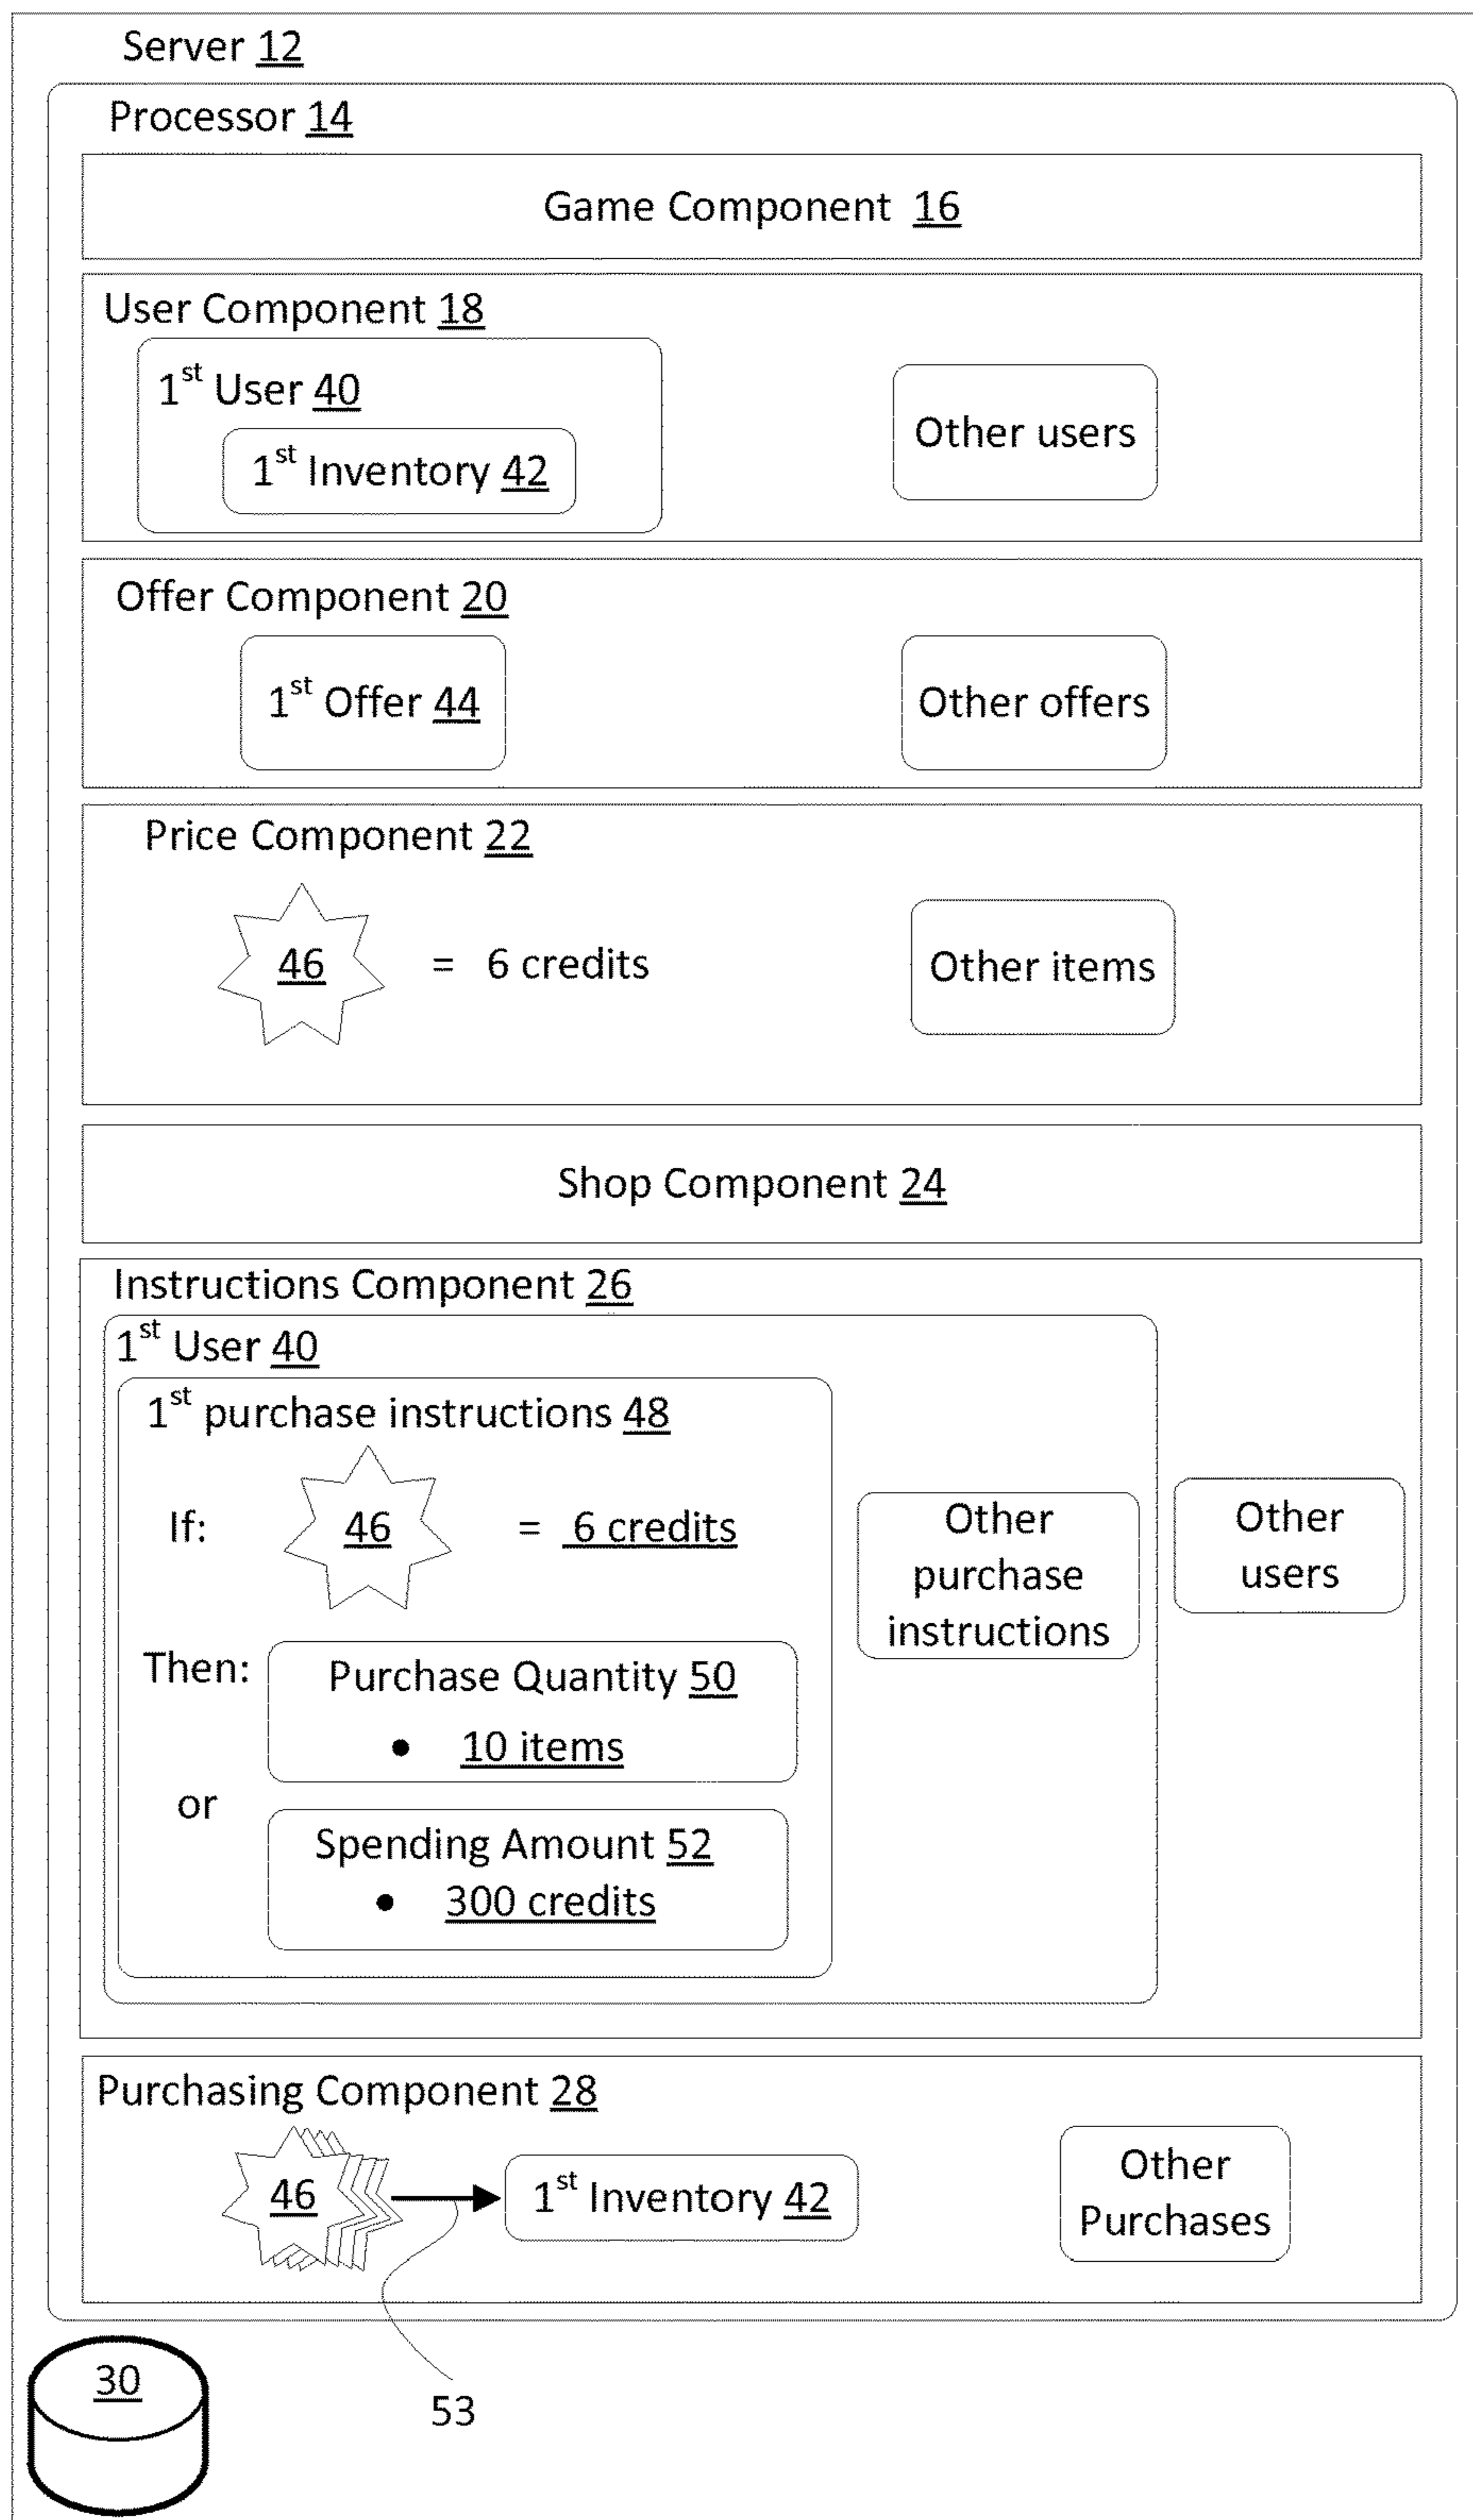 Server 12
Processor 14
Game Component 16
User Component 18
1st User 40
1st Inventory 42
Other users
Offer Component 20
1st Offer 44
Other offers
Price Component 22
46 = 6 credits
Other items
Shop Component 24
Instructions Component 26
1st User 40
1st purchase instructions 48
If: 46 = 6 credits
Then: Purchase Quantity 50
• 10 items
or
Spending Amount 52
• 300 credits
Other
purchase
instructions
Other
users
Purchasing Component 28
46
1st Inventory 42
Other
Purchases
53
30